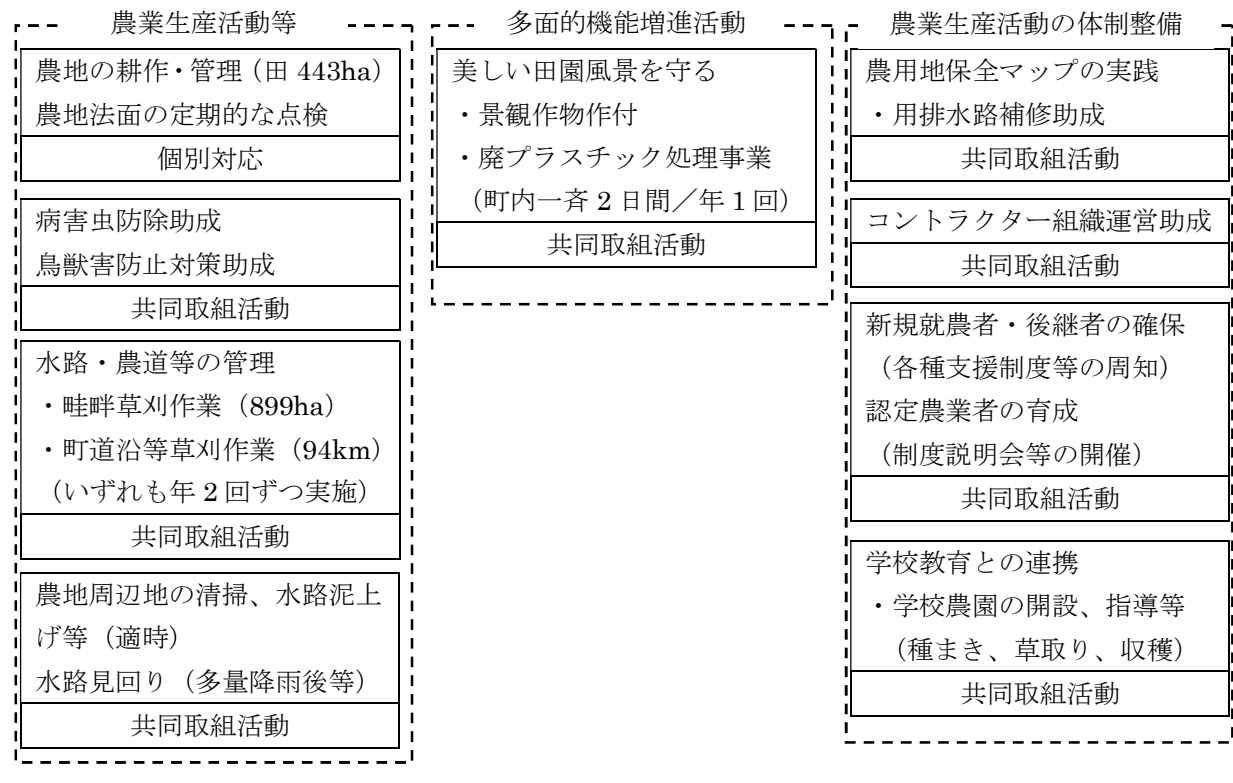 農業生産活動等
農地の耕作・管理（田 443ha）
農地法面の定期的な点検
個別対応
病害虫防除助成
鳥獣害防止対策助成
共同取組活動
水路・農道等の管理
・畦畔草刈作業（899ha）
・町道沿等草刈作業（94km）
（いずれも年 2 回ずつ実施）
共同取組活動
農地周辺地の清掃、水路泥上
げ等（適時）
水路見回り（多量降雨後等）
共同取組活動
多面的機能増進活動
美しい田園風景を守る
・景観作物作付
・廃プラスチック処理事業
（町内一斉 2 日間／年 1 回）
共同取組活動
農業生産活動の体制整備
農用地保全マップの実践
・用排水路補修助成
共同取組活動
コントラクター組織運営助成
共同取組活動
新規就農者・後継者の確保
（各種支援制度等の周知）
認定農業者の育成
（制度説明会等の開催）
共同取組活動
学校教育との連携
・学校農園の開設、指導等
（種まき、草取り、収穫）
共同取組活動